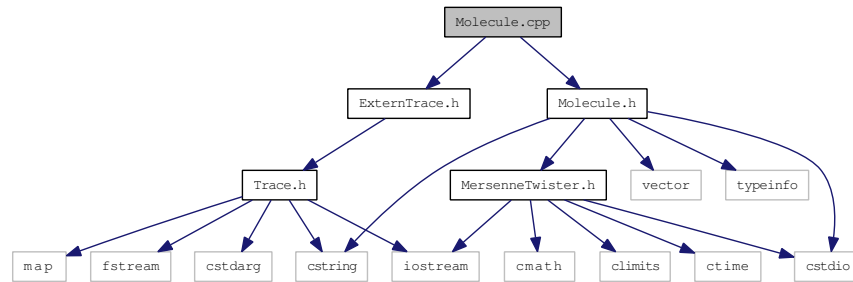 Molecule.cpp
ExternTrace.h
Molecule.h
Trace.h
MersenneTwister.h
vector
typeinfo
map
fstream
cstdarg
cstring
iostream
cmath
climits
ctime
cstdio